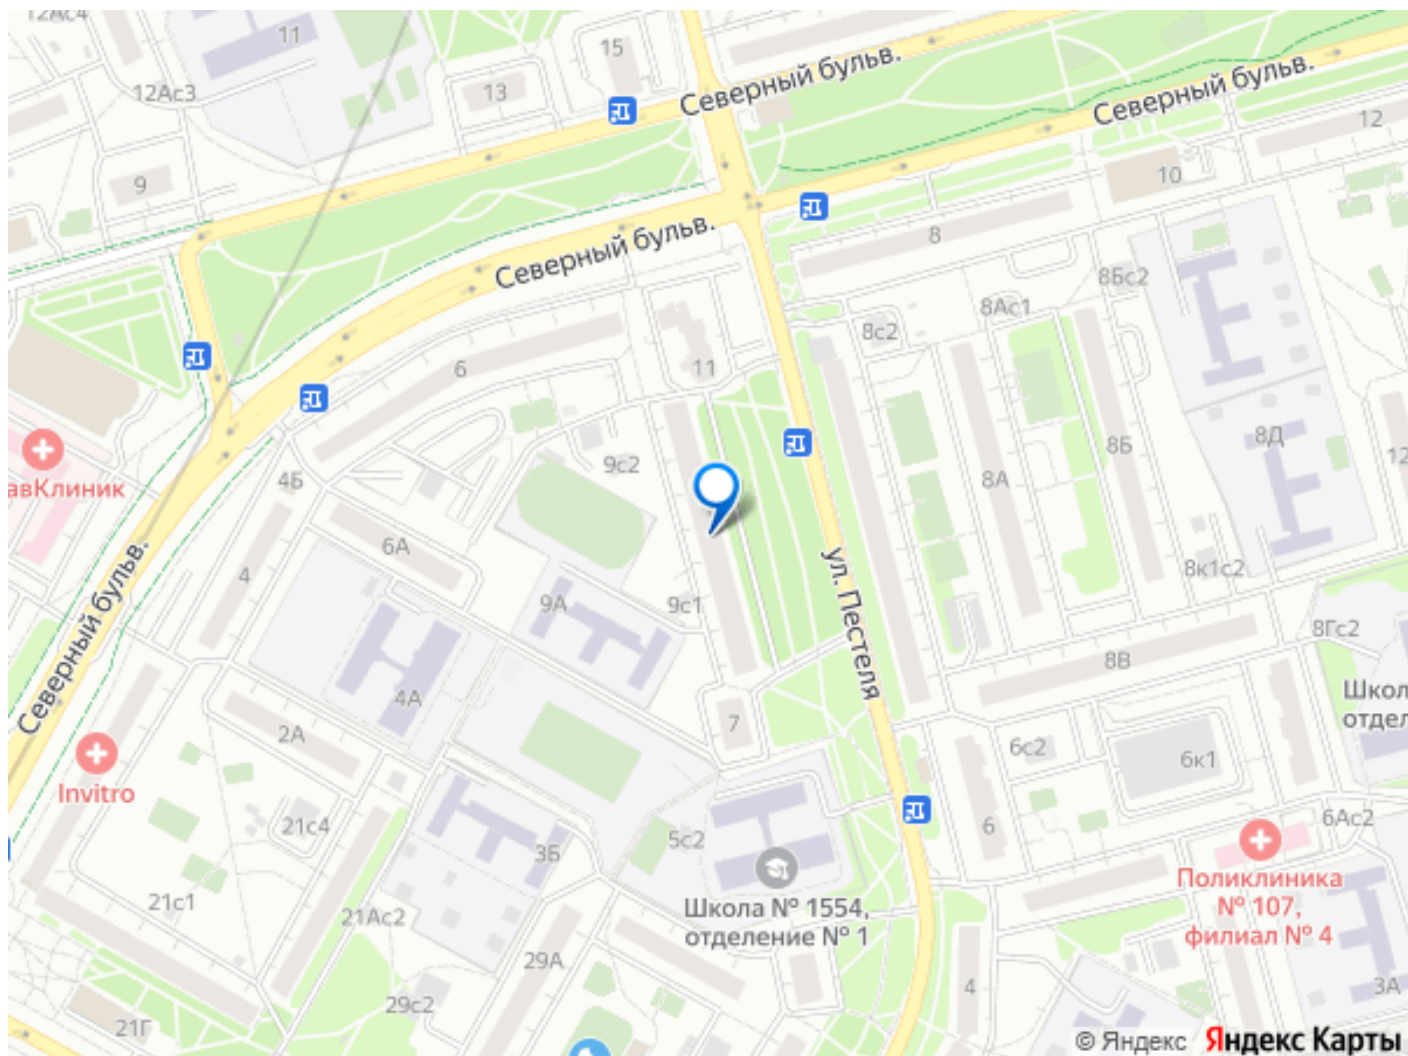 12Ас4
11
15
Северный бульв.
Северный бульв.
12Ас3
13
12
9
10
Северный бульв.
8
8Бс2
8Ас1
8с2
6
11
8Д
8Б
12
авКлиник
4Б
9с2
8А
6А
4
ул. Пестеля
8к1с2
9А
9с1
Северный бульв.
8Гс2
8В
4А
Школ
отдел
7
2А
6с2
6к1
Invitro
21с4
6
6Ас2
3Б
5с2
Поликлиника
№ 107,
филиал № 4
21с1
21Ас2
Школа № 1554,
отделение № 1
29А
4
3А
29с2
21Г
© Яндекс Яндекс Карты